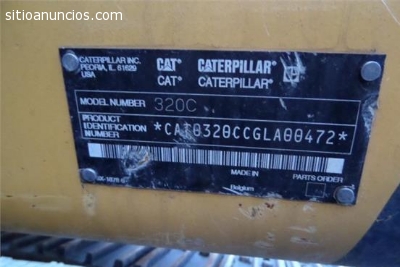 sitioanuncios.com
CATERPILLAR INC.
PEORIA, IL 61629
USA
CAT® CATERPILLAR®
CAT® CATERPILLAR®
MODEL NUMBER 320C
PRODUCT
IDENTIFICATION
NUMBER
*CAT0320CCGLA00472*
MADE IN
Belgium
PARTS ORDER